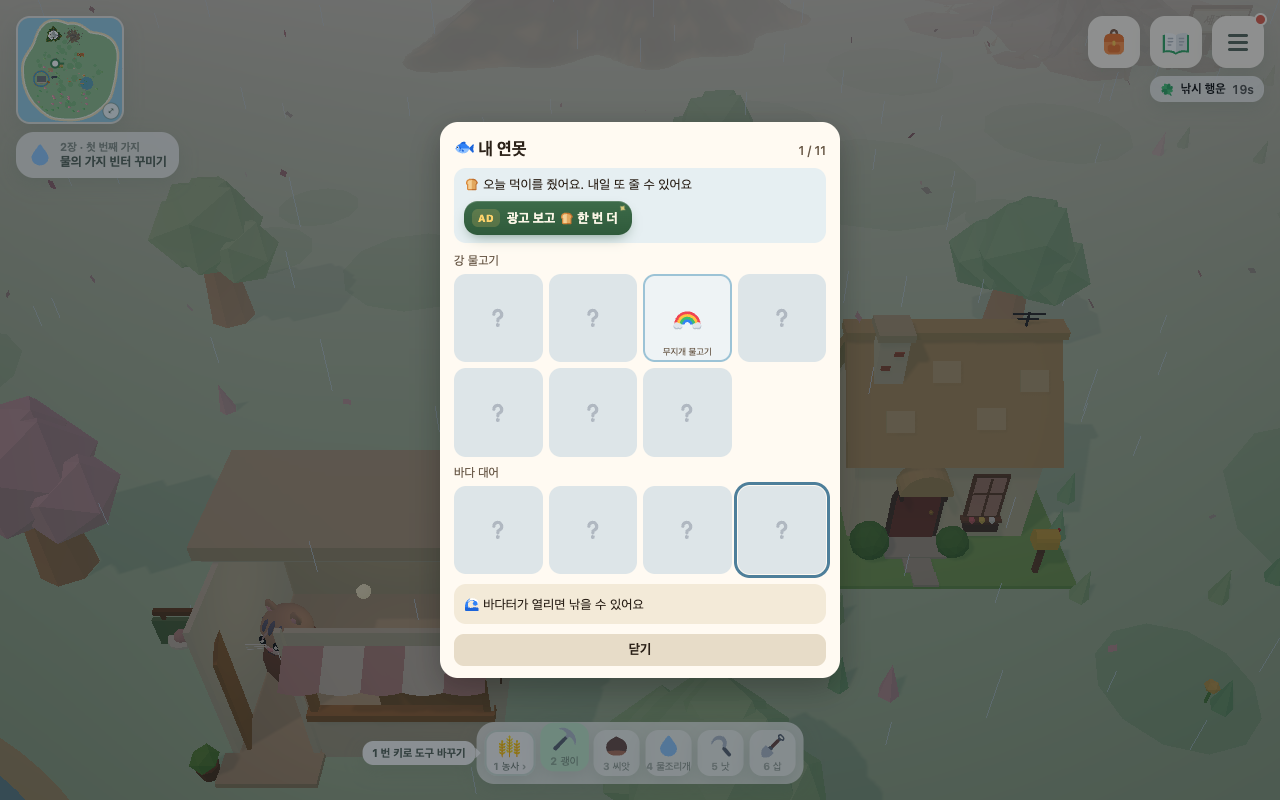 2장 · 첫 번째 가지
물의 가지 빈터 꾸미기
낚시 행운 19s
내 연못
1 / 11
오늘 먹이를 줬어요. 내일 또 줄 수 있어요
AD 광고 보고 한 번 더
강 물고기
? ? ? ?
무지개 물고기
? ? ?
바다 대어
? ? ? ?
바다터가 열리면 낚을 수 있어요
닫기
1 번 키로 도구 바꾸기
1 농사 ›
2 괭이
3 씨앗
4 물조리개
5 낫
6 삽